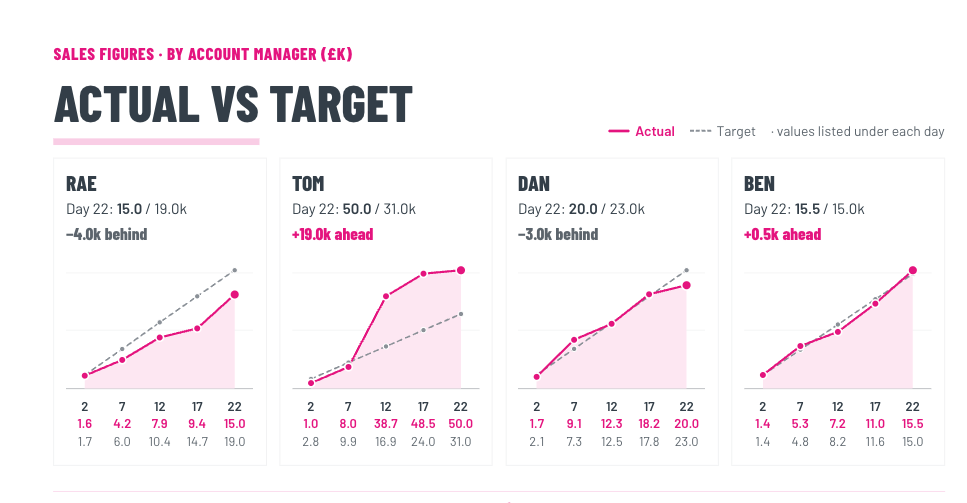 SALES FIGURES · BY ACCOUNT MANAGER (£K)
ACTUAL VS TARGET
Actual Target · values listed under each day
RAE
Day 22: 15.0 / 19.0k
−4.0k behind
2 7 12 17 22
1.6 4.2 7.9 9.4 15.0
1.7 6.0 10.4 14.7 19.0
TOM
Day 22: 50.0 / 31.0k
+19.0k ahead
2 7 12 17 22
1.0 8.0 38.7 48.5 50.0
2.8 9.9 16.9 24.0 31.0
DAN
Day 22: 20.0 / 23.0k
−3.0k behind
2 7 12 17 22
1.7 9.1 12.3 18.2 20.0
2.1 7.3 12.5 17.8 23.0
BEN
Day 22: 15.5 / 15.0k
+0.5k ahead
2 7 12 17 22
1.4 5.3 7.2 11.0 15.5
1.4 4.8 8.2 11.6 15.0